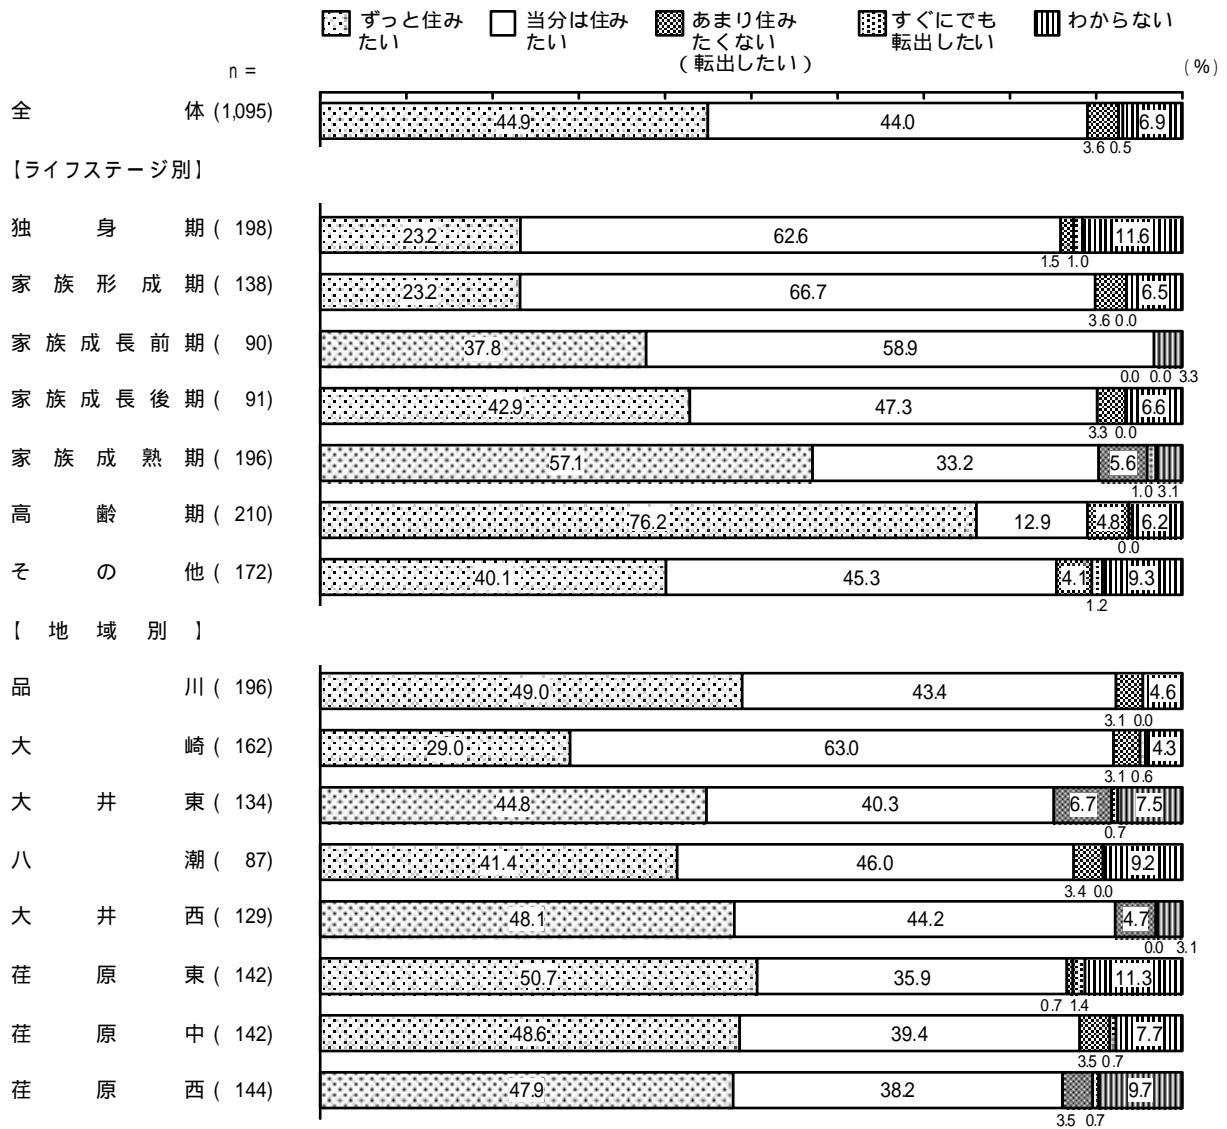 ずっと住み 当分は住み あまり住み すぐにでも わからない
たい たい たくない 転出したい
(転出したい)
n = (%)
全体 (1,095) 44.9 44.0 6.9
3.6 0.5
【ライフステージ別】
独身期 ( 198) 23.2 62.6 11.6
1.5 1.0
家族形成期 ( 138) 23.2 66.7 6.5
3.6 0.0
家族成長前期 ( 90) 37.8 58.9
0.0 0.0 3.3
家族成長後期 ( 91) 42.9 47.3 6.6
3.3 0.0
家族成熟期 ( 196) 57.1 33.2 5.6
1.0 3.1
高齢期 ( 210) 76.2 12.9 4.8 6.2
0.0
その他 ( 172) 40.1 45.3 4.1 9.3
1.2
【地域別】
品川 ( 196) 49.0 43.4 4.6
3.1 0.0
大崎 ( 162) 29.0 63.0 4.3
3.1 0.6
大井東 ( 134) 44.8 40.3 6.7 7.5
0.7
八潮 ( 87) 41.4 46.0 9.2
3.4 0.0
大井西 ( 129) 48.1 44.2 4.7
0.0 3.1
荏原東 ( 142) 50.7 35.9 11.3
0.7 1.4
荏原中 ( 142) 48.6 39.4 7.7
3.5 0.7
荏原西 ( 144) 47.9 38.2 9.7
3.5 0.7